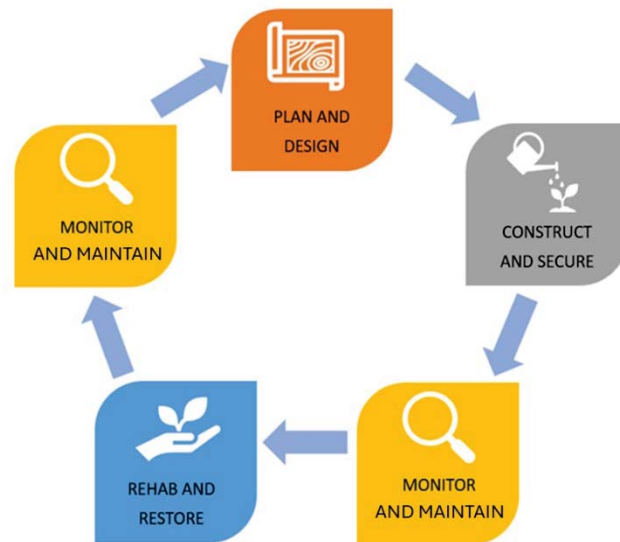 PLAN AND
DESIGN
CONSTRUCT
AND SECURE
MONITOR
AND MAINTAIN
REHAB AND
RESTORE
MONITOR
AND MAINTAIN